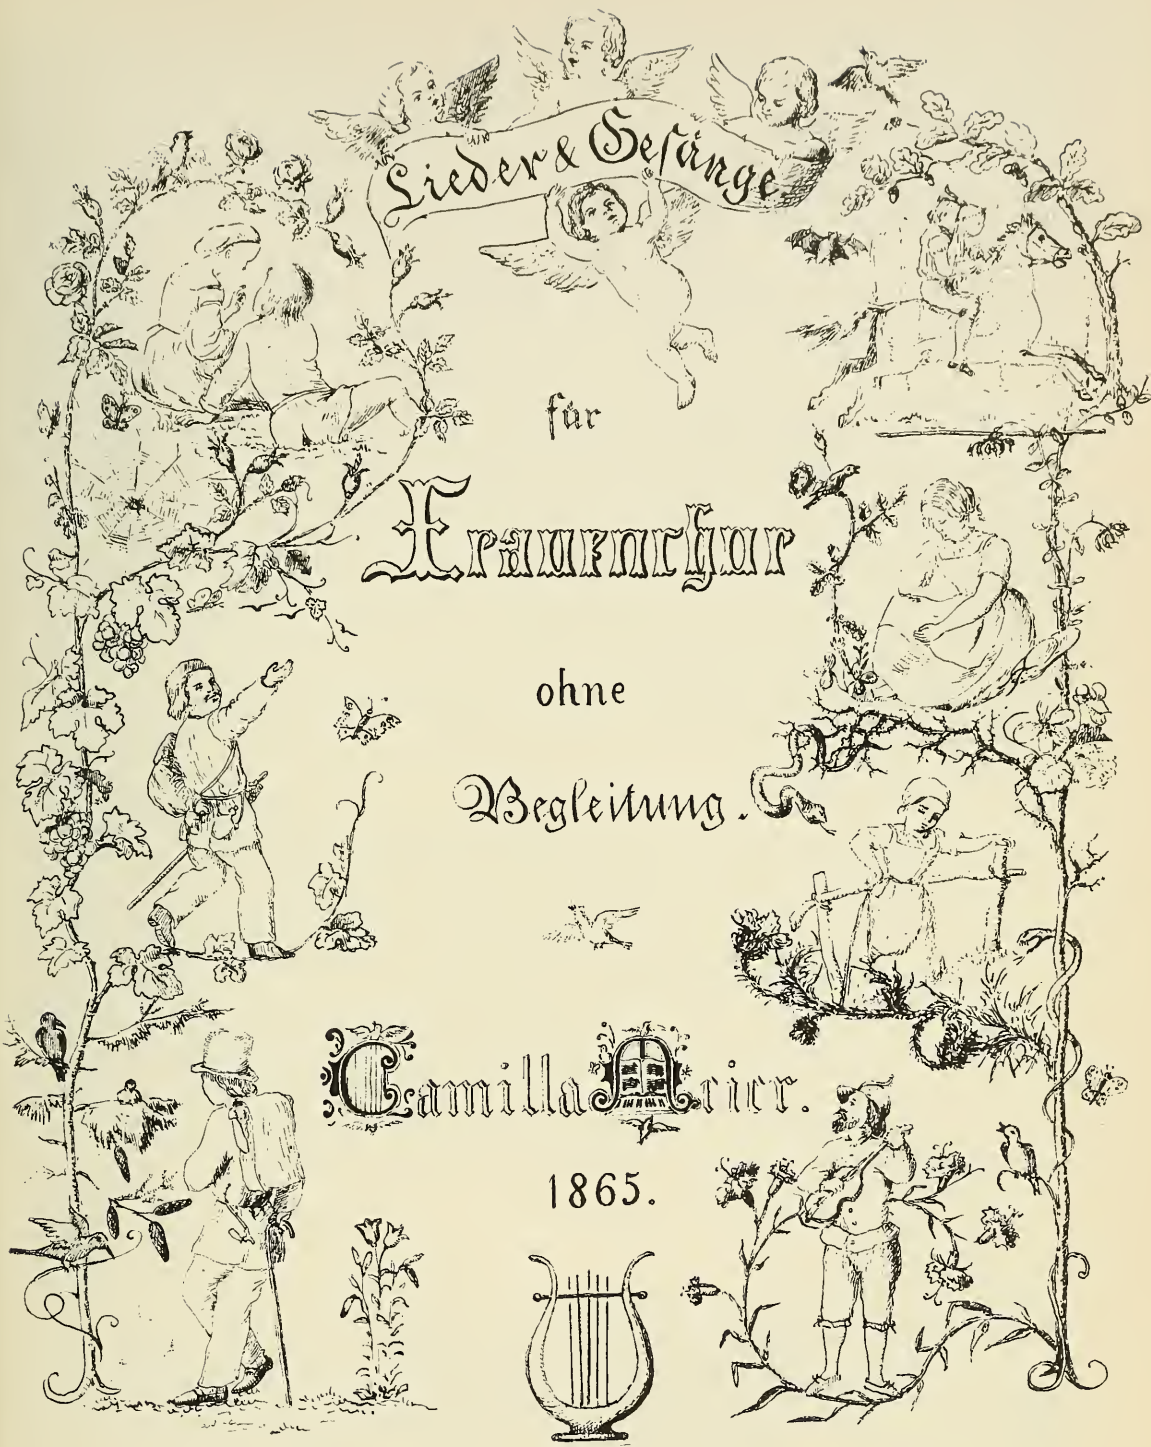 Lieder & Gesänge
für
Frauenchor
ohne
Begleitung.
Camilla Meier.
1865.